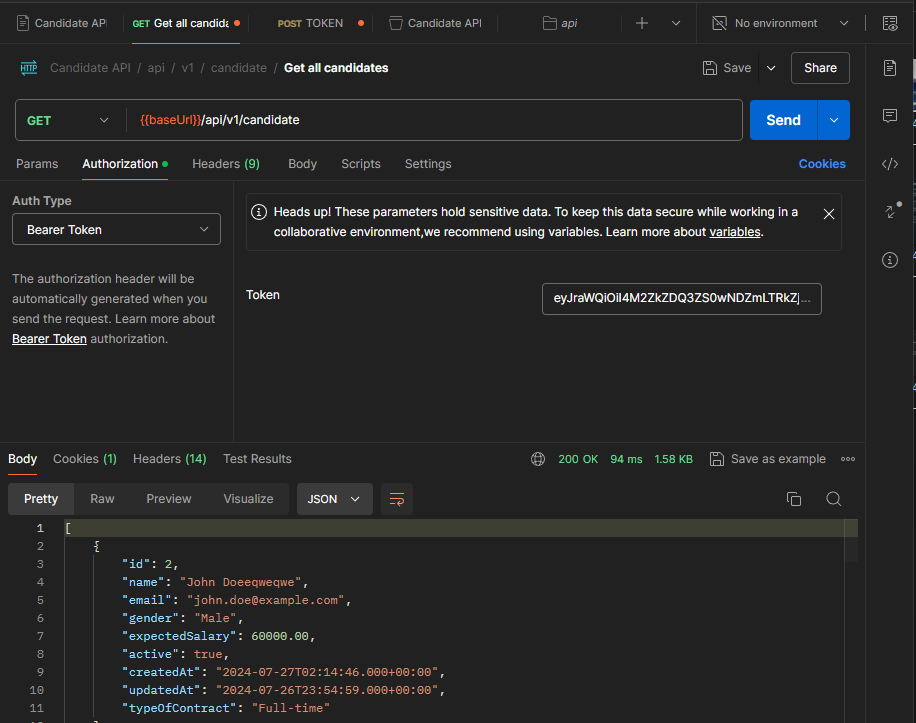 Candidate API
GET Get all candida
POST TOKEN
Candidate API
api
No environment
HTTP
Candidate API / api / v1 / candidate / Get all candidates
Save
Share
GET
{{baseUrl}}/api/v1/candidate
Send
Params
Authorization
Headers (9)
Body
Scripts
Settings
Cookies
Auth Type
Bearer Token
The authorization header will be
automatically generated when you
send the request. Learn more about
Bearer Token authorization.
Heads up! These parameters hold sensitive data. To keep this data secure while working in a
collaborative environment,we recommend using variables. Learn more about variables.
Token
eyJraWQiOiI4M2ZkZDQ3ZS0wNDZmLTRkZj...
Body
Cookies (1)
Headers (14)
Test Results
200 OK
94 ms
1.58 KB
Save as example
Pretty
Raw
Preview
Visualize
JSON
1 [
2 {
3 "id": 2,
4 "name": "John Doeeqweqwe",
5 "email": "john.doe@example.com",
6 "gender": "Male",
7 "expectedSalary": 60000.00,
8 "active": true,
9 "createdAt": "2024-07-27T02:14:46.000+00:00",
10 "updatedAt": "2024-07-26T23:54:59.000+00:00",
11 "typeOfContract": "Full-time"